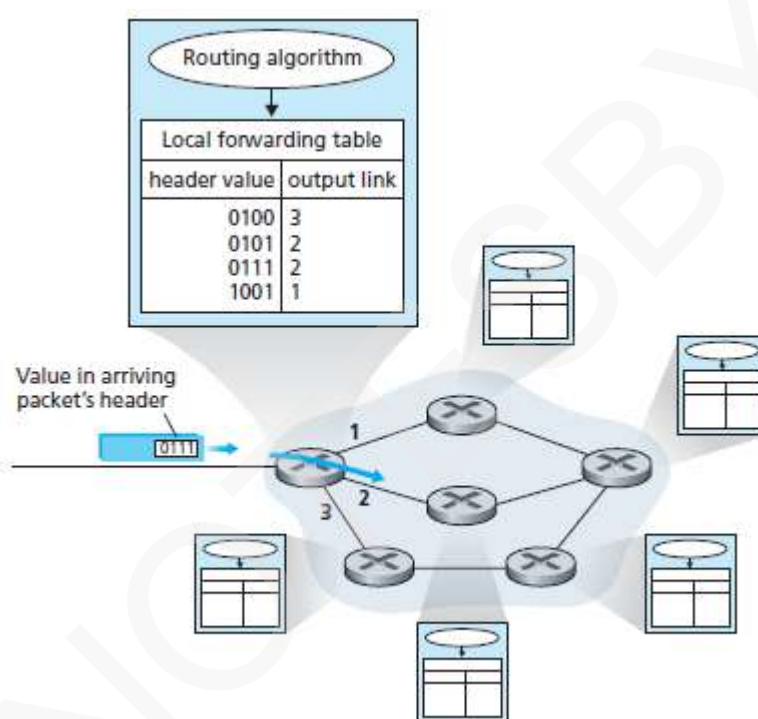 Routing algorithm
Local forwarding table
header value output link
0100 3
0101 2
0111 2
1001 1
Value in arriving
packet's header
0111
1
2
3